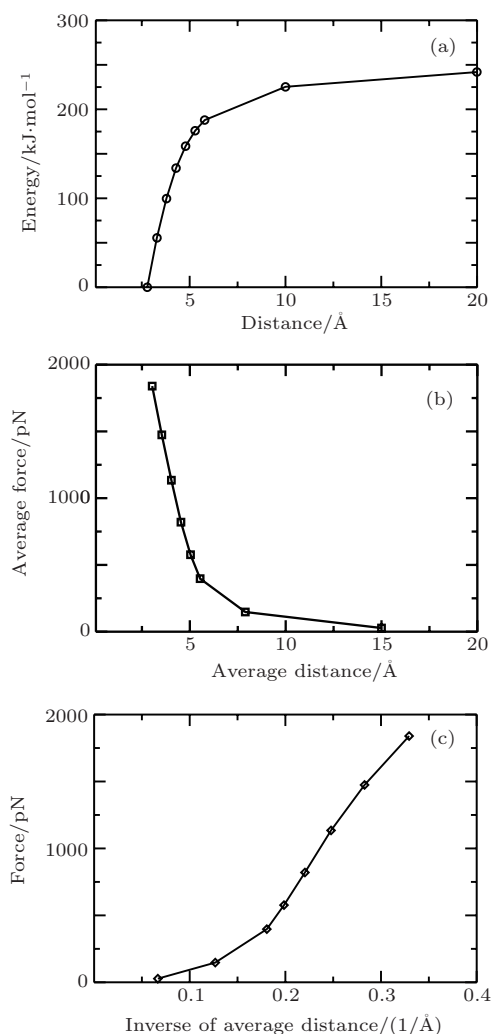 300
(a)
200
100
0
Energy/kJ·mol⁻¹
5 10 15 20
Distance/Å
2000
(b)
1000
0
Average force/pN
5 10 15 20
Average distance/Å
2000
(c)
1000
0
Force/pN
0.1 0.2 0.3 0.4
Inverse of average distance/(1/Å)